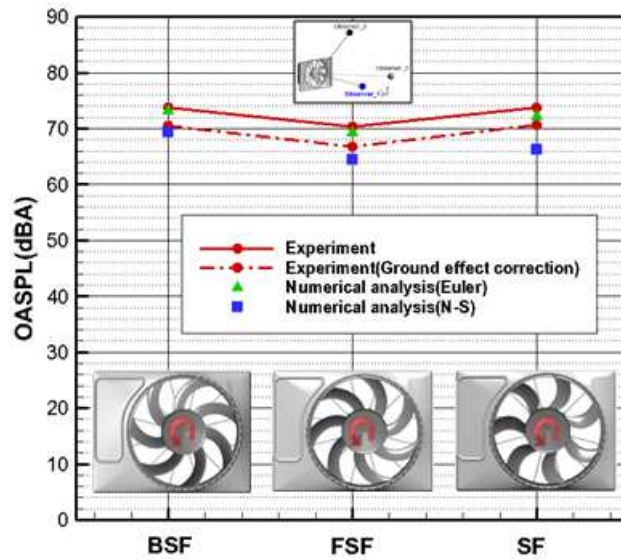 90
80
70
60
50
40
30
20
10
0
OASPL(dBA)
Experiment
Experiment(Ground effect correction)
Numerical analysis(Euler)
Numerical analysis(N-S)
BSF
FSF
SF